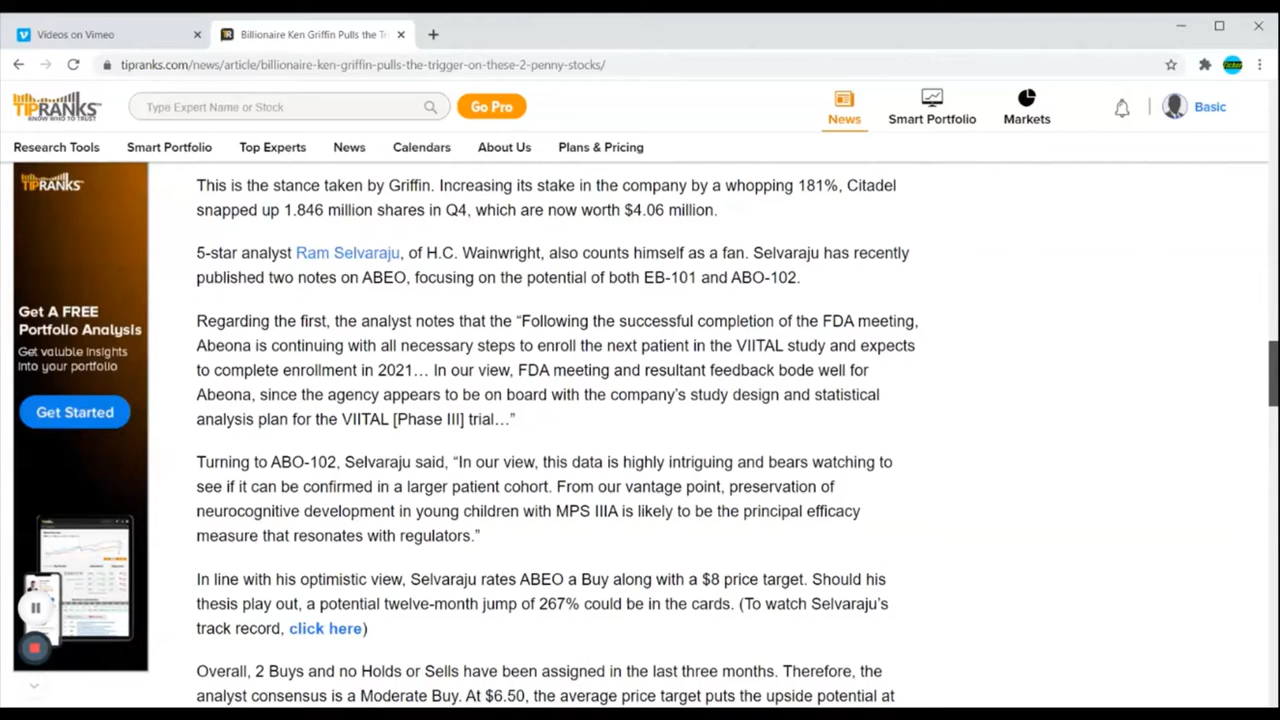 Videos on Vimeo
Billionaire Ken Griffin Pulls the Tr
tipranks.com/news/article/billionaire-ken-griffin-pulls-the-trigger-on-these-2-penny-stocks/
TIPRANKS
KNOW WHO TO TRUST
Type Expert Name or Stock
Go Pro
News
Smart Portfolio
Markets
Basic
Research Tools
Smart Portfolio
Top Experts
News
Calendars
About Us
Plans & Pricing
TIPRANKS
Get A FREE
Portfolio Analysis
Get valuable insights
into your portfolio
Get Started
This is the stance taken by Griffin. Increasing its stake in the company by a whopping 181%, Citadel
snapped up 1.846 million shares in Q4, which are now worth $4.06 million.
5-star analyst Ram Selvaraju, of H.C. Wainwright, also counts himself as a fan. Selvaraju has recently
published two notes on ABEO, focusing on the potential of both EB-101 and ABO-102.
Regarding the first, the analyst notes that the “Following the successful completion of the FDA meeting,
Abeona is continuing with all necessary steps to enroll the next patient in the VIITAL study and expects
to complete enrollment in 2021… In our view, FDA meeting and resultant feedback bode well for
Abeona, since the agency appears to be on board with the company’s study design and statistical
analysis plan for the VIITAL [Phase III] trial…”
Turning to ABO-102, Selvaraju said, “In our view, this data is highly intriguing and bears watching to
see if it can be confirmed in a larger patient cohort. From our vantage point, preservation of
neurocognitive development in young children with MPS IIIA is likely to be the principal efficacy
measure that resonates with regulators.”
In line with his optimistic view, Selvaraju rates ABEO a Buy along with a $8 price target. Should his
thesis play out, a potential twelve-month jump of 267% could be in the cards. (To watch Selvaraju’s
track record, click here)
Overall, 2 Buys and no Holds or Sells have been assigned in the last three months. Therefore, the
analyst consensus is a Moderate Buy. At $6.50, the average price target puts the upside potential at